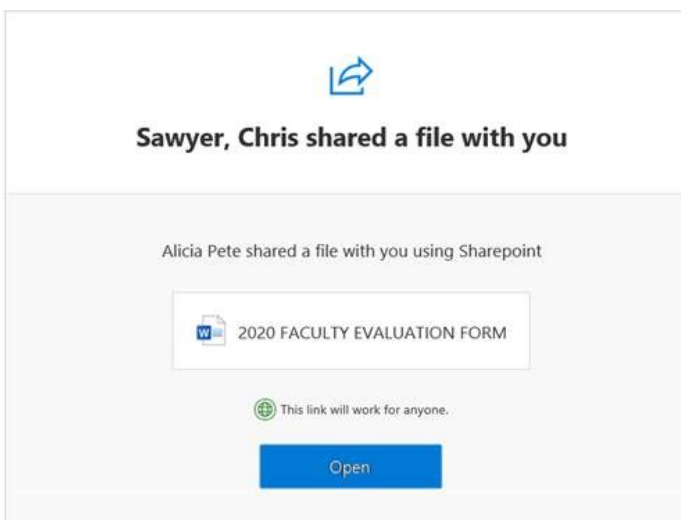 Sawyer, Chris shared a file with you
Alicia Pete shared a file with you using Sharepoint
W 2020 FACULTY EVALUATION FORM
This link will work for anyone.
Open